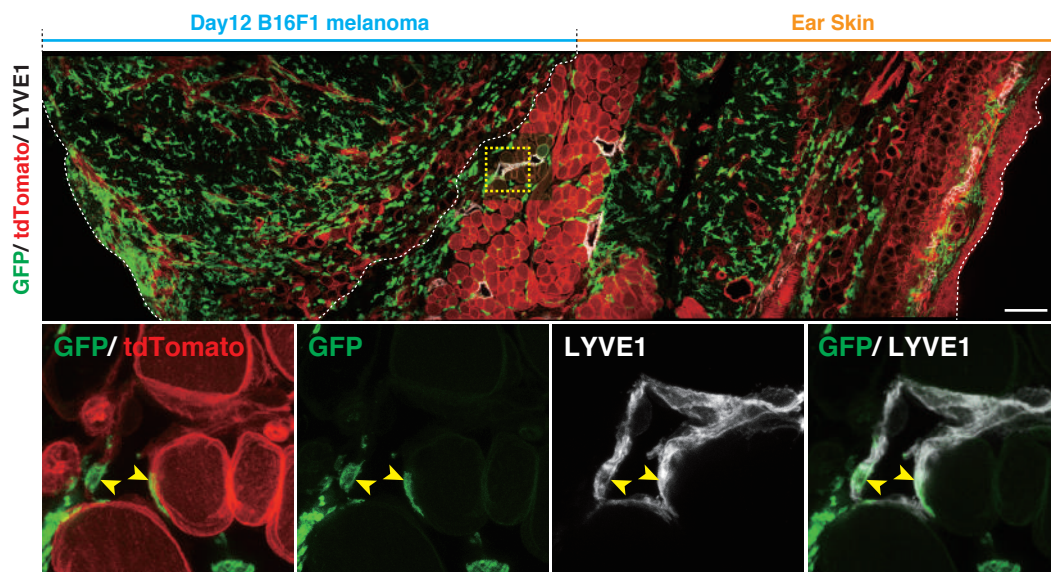 Day12 B16F1 melanoma
Ear Skin
GFP/ tdTomato/ LYVE1
GFP/ tdTomato
GFP
LYVE1
GFP/ LYVE1